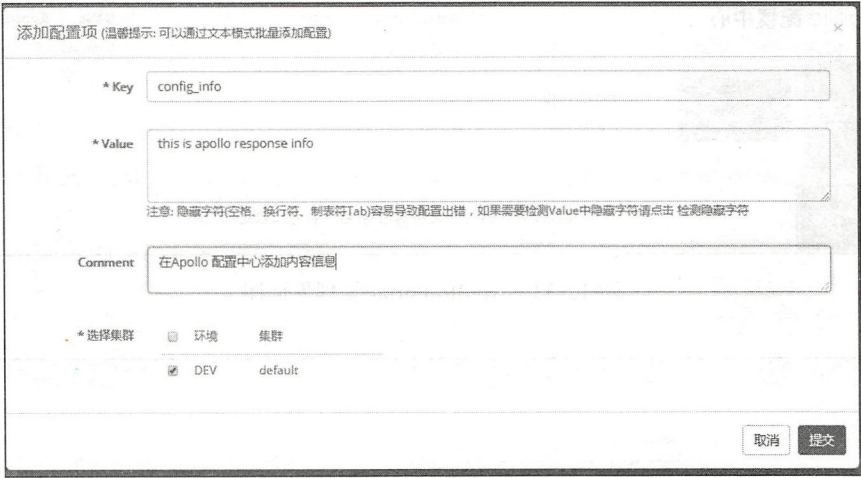 添加配置项 (温馨提示: 可以通过文本模式批量添加配置)
×
* Key config_info
* Value this is apollo response info
注意: 隐藏字符(空格、换行符、制表符Tab)容易导致配置出错，如果需要检测Value中隐藏字符请点击 检测隐藏字符
Comment 在Apollo 配置中心添加内容信息
* 选择集群 环境 集群
DEV default
取消 提交